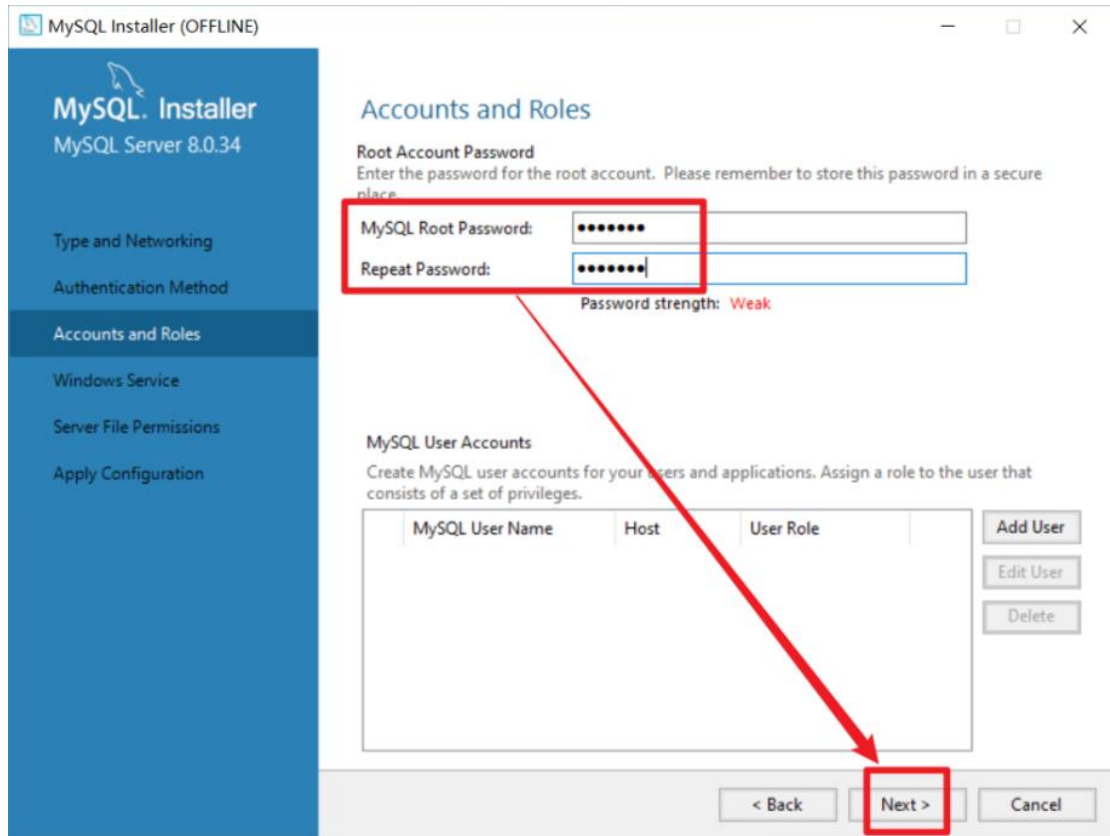 MySQL Installer (OFFLINE)
MySQL. Installer
MySQL Server 8.0.34
Type and Networking
Authentication Method
Accounts and Roles
Windows Service
Server File Permissions
Apply Configuration
Accounts and Roles
Root Account Password
Enter the password for the root account. Please remember to store this password in a secure
place.
MySQL Root Password: •••••••
Repeat Password: •••••••
Password strength: Weak
MySQL User Accounts
Create MySQL user accounts for your users and applications. Assign a role to the user that
consists of a set of privileges.
MySQL User Name Host User Role
Add User
Edit User
Delete
< Back Next > Cancel